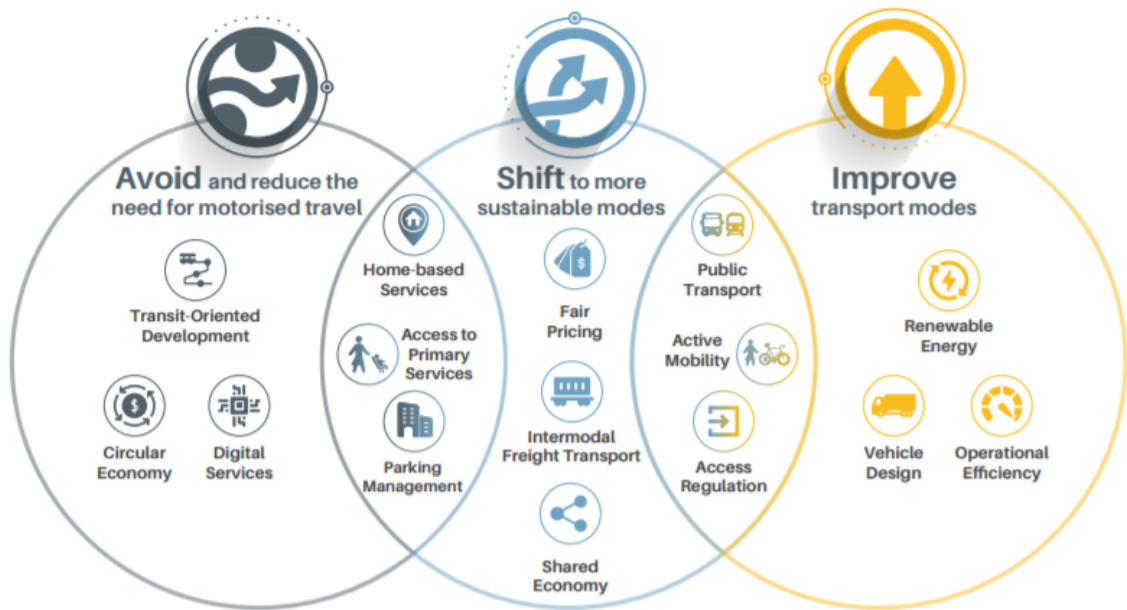 Avoid and reduce the
need for motorised travel
Transit-Oriented
Development
Circular
Economy
Digital
Services
Home-based
Services
Access to
Primary
Services
Parking
Management
Shift to more
sustainable modes
$
Fair
Pricing
Intermodal
Freight Transport
Shared
Economy
Public
Transport
Active
Mobility
Access
Regulation
Improve
transport modes
Renewable
Energy
Vehicle
Design
Operational
Efficiency
$